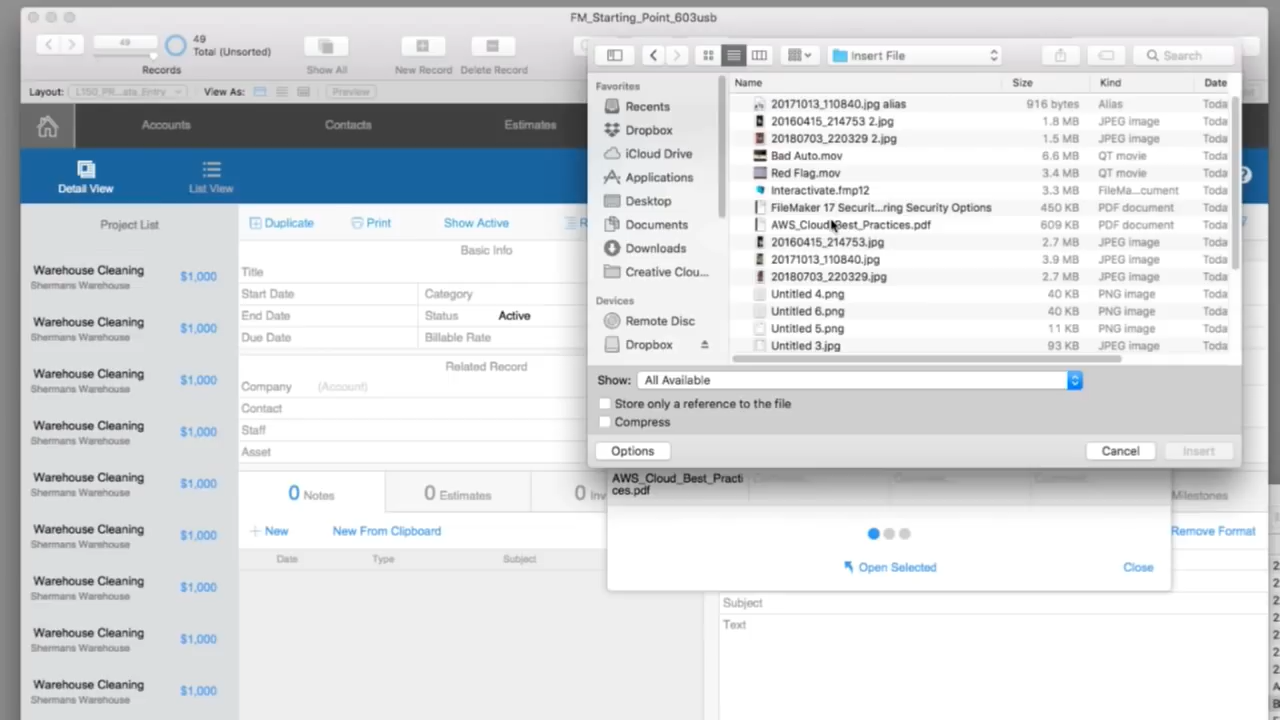 FM_Starting_Point_603usb
49
49
Total (Unsorted)
Records
Show All
New Record
Delete Record
Layout:
View As:
Preview
Accounts
Contacts
Estimates
Detail View
List View
Project List
Duplicate
Print
Show Active
Basic Info
Title
Start Date
Category
End Date
Status
Active
Due Date
Billable Rate
Related Record
Company
(Account)
Contact
Staff
Asset
0 Notes
0 Estimates
0 Inv
New
New From Clipboard
Date
Type
Subject
Warehouse Cleaning
Shermans Warehouse
$1,000
Warehouse Cleaning
Shermans Warehouse
$1,000
Warehouse Cleaning
Shermans Warehouse
$1,000
Warehouse Cleaning
Shermans Warehouse
$1,000
Warehouse Cleaning
Shermans Warehouse
$1,000
Warehouse Cleaning
Shermans Warehouse
$1,000
Warehouse Cleaning
Shermans Warehouse
$1,000
Warehouse Cleaning
Shermans Warehouse
$1,000
Warehouse Cleaning
Shermans Warehouse
$1,000
Insert File
Search
Favorites
Recents
Dropbox
iCloud Drive
Applications
Desktop
Documents
Downloads
Creative Clou...
Devices
Remote Disc
Dropbox
Name Size Kind Date
20171013_110840.jpg alias 916 bytes Alias Toda
20160415_214753 2.jpg 1.8 MB JPEG image Toda
20180703_220329 2.jpg 1.5 MB JPEG image Toda
Bad Auto.mov 6.6 MB QT movie Toda
Red Flag.mov 3.4 MB QT movie Toda
Interactivate.fmp12 3.3 MB FileMa...cument Toda
FileMaker 17 Securit...ring Security Options 450 KB PDF document Toda
AWS_Cloud_Best_Practices.pdf 609 KB PDF document Toda
20160415_214753.jpg 2.7 MB JPEG image Toda
20171013_110840.jpg 3.9 MB JPEG image Toda
20180703_220329.jpg 2.7 MB JPEG image Toda
Untitled 4.png 40 KB PNG image Toda
Untitled 6.png 40 KB PNG image Toda
Untitled 5.png 11 KB PNG image Toda
Untitled 3.jpg 93 KB JPEG image Toda
Show: All Available
Store only a reference to the file
Compress
Options
Cancel
Insert
AWS_Cloud_Best_Practi
ces.pdf
Milestones
Remove Format
Open Selected
Close
Subject
Text